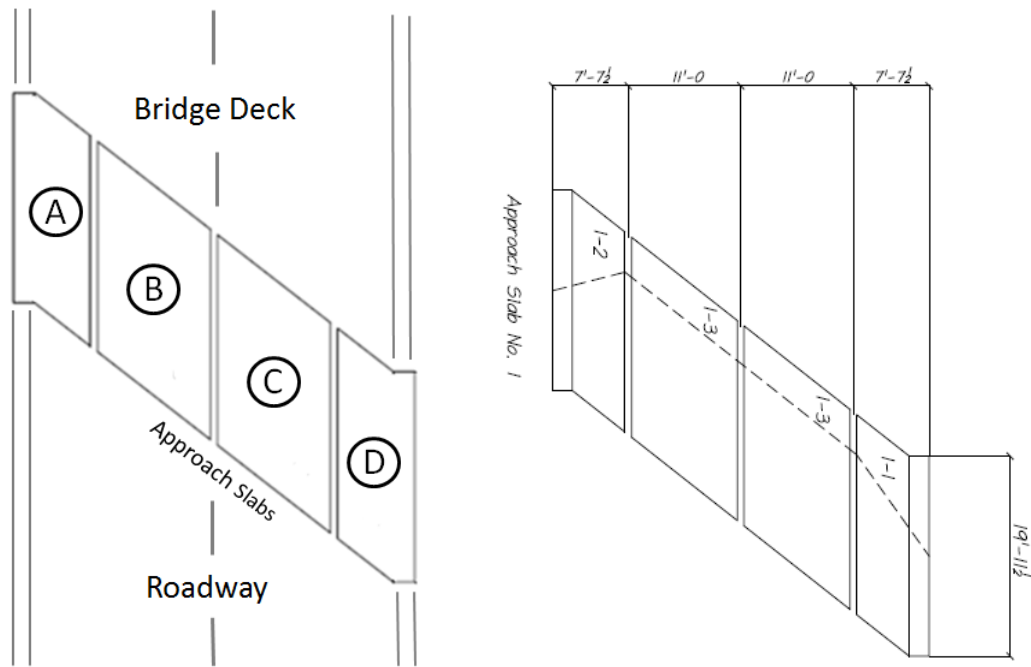 Bridge Deck
A
B
C
D
Approach Slabs
Roadway
7'-7½
11'-0
11'-0
7'-7½
Approach Slab No. 1
1-2
1-3
1-3
1-1
19'-11½